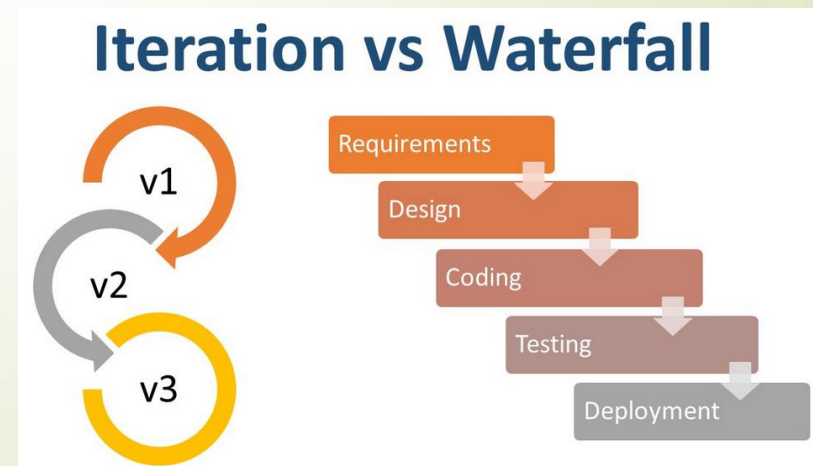 Iteration vs Waterfall
v1
v2
v3
Requirements
Design
Coding
Testing
Deployment